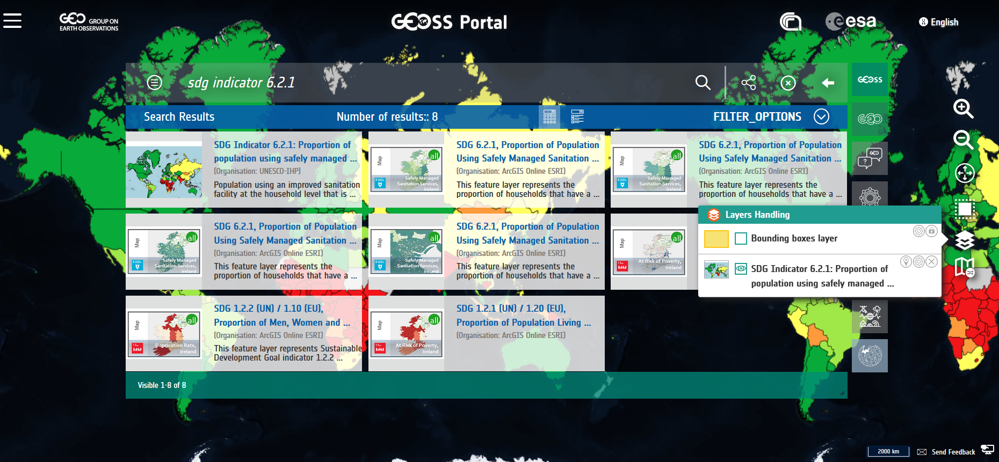 GEO GROUP ON
EARTH OBSERVATIONS
GEOSS Portal
esa
English
sdg indicator 6.2.1
GEOSS
Search Results
Number of results:: 8
FILTER_OPTIONS
GEO
SDG Indicator 6.2.1: Proportion of
population using safely managed ...
(Organisation: UNESCO-IHP)
Population using an improved sanitation
facility at the household level that is ...
Map
all
Safely Managed
Sanitation Services,
Ireland
SDG 6.2.1, Proportion of Population
Using Safely Managed Sanitation ...
(Organisation: ArcGIS Online ESRI)
This feature layer represents the
proportion of households that have a ...
Map
all
Safely Managed
Sanitation Services,
Ireland
SDG 6.2.1, Proportion of Population
Using Safely Managed Sanitation ...
(Organisation: ArcGIS Online ESRI)
This feature layer represents the
proportion of households that have a ...
GEO
?
Map
all
Safely Managed
Sanitation Services,
Ireland
SDG 6.2.1, Proportion of Population
Using Safely Managed Sanitation ...
(Organisation: ArcGIS Online ESRI)
This feature layer represents the
proportion of households that have a ...
Map
all
Safely Managed
Sanitation Services,
Ireland
SDG 6.2.1, Proportion of Population
Using Safely Managed Sanitation ...
(Organisation: ArcGIS Online ESRI)
This feature layer represents the
proportion of households that have a ...
Map
all
At Risk of Poverty,
Ireland
Layers Handling
Bounding boxes layer
SDG Indicator 6.2.1: Proportion of
population using safely managed ...
Map
all
Deprivation Rate,
Ireland
SDG 1.2.2 (UN) / 1.10 (EU),
Proportion of Men, Women and ...
(Organisation: ArcGIS Online ESRI)
This feature layer represents Sustainable
Development Goal indicator 1.2.2 ...
Map
all
At Risk of Poverty,
Ireland
SDG 1.2.1 (UN) / 1.20 (EU),
Proportion of Population Living ...
(Organisation: ArcGIS Online ESRI)
Visible 1-8 of 8
2000 km
Send Feedback